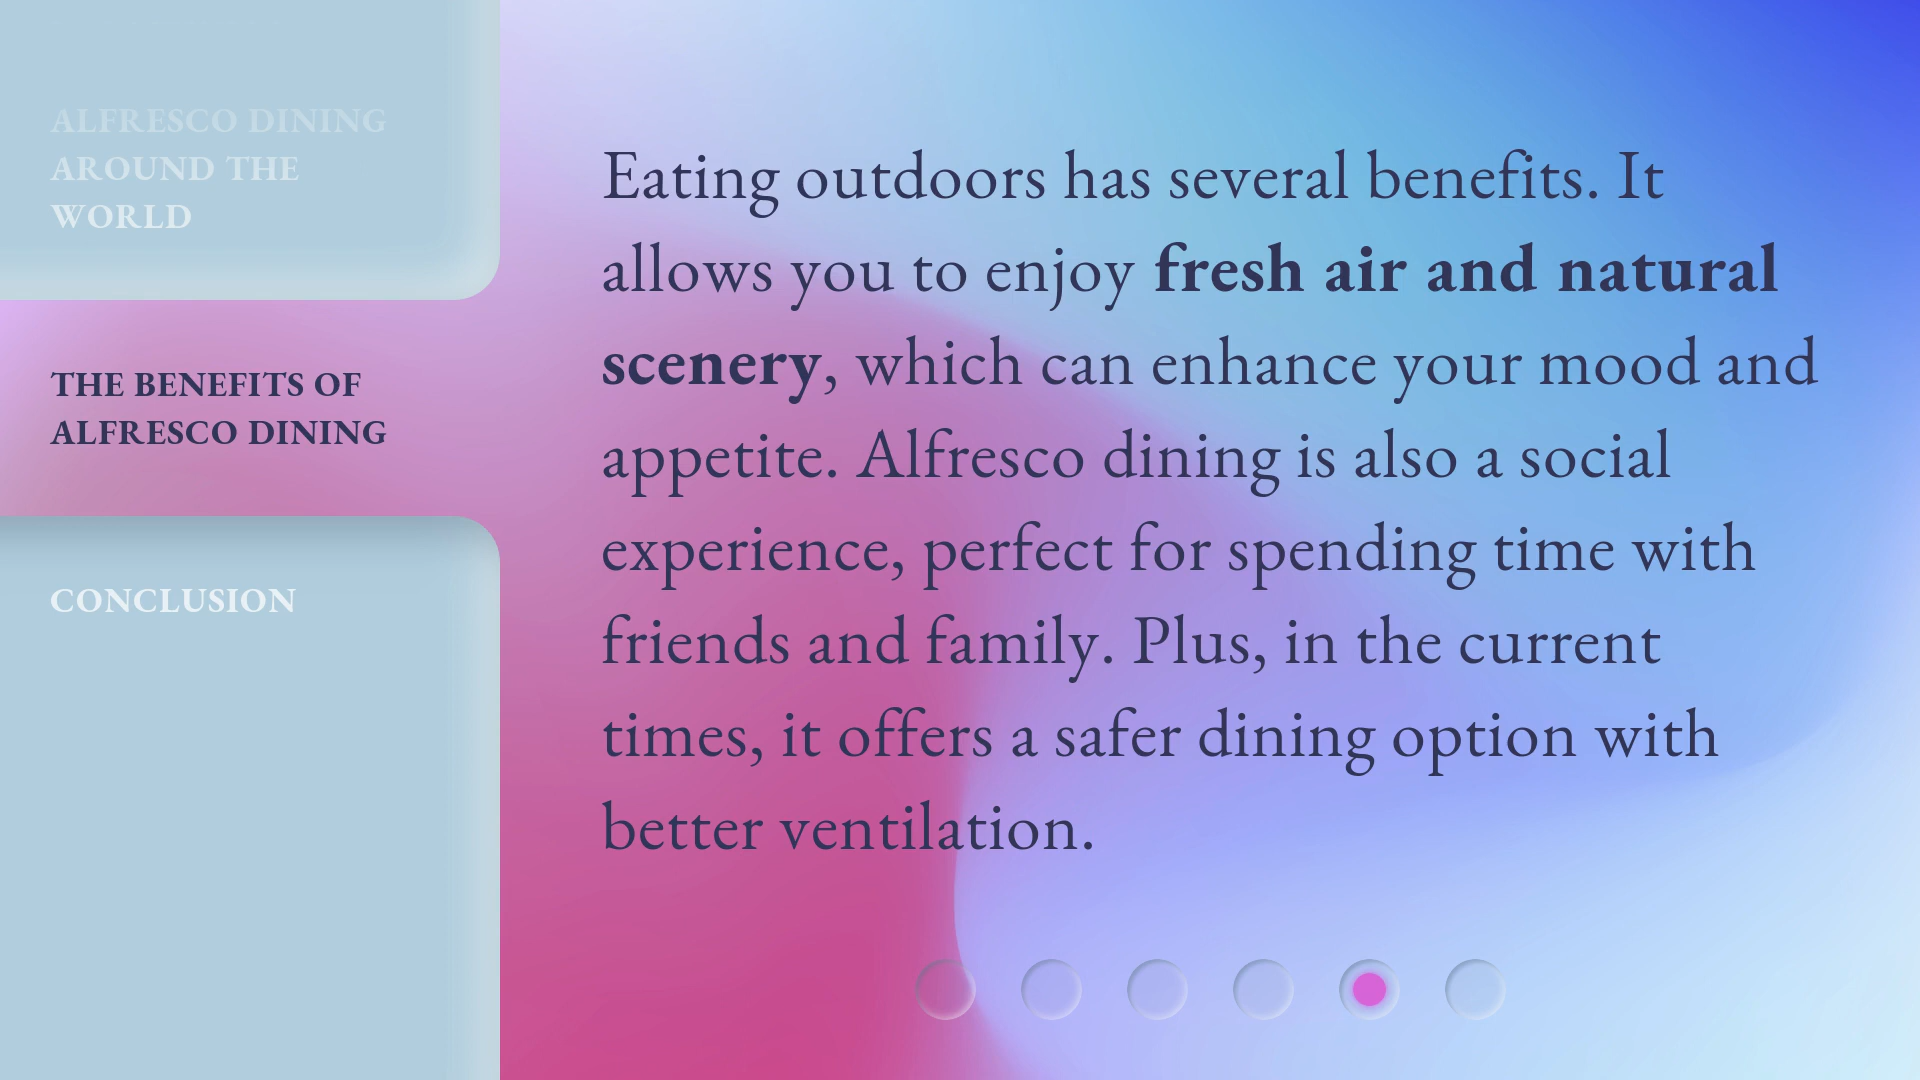 ALFRESCO DINING
AROUND THE
WORLD
THE BENEFITS OF
ALFRESCO DINING
CONCLUSION
Eating outdoors has several benefits. It
allows you to enjoy fresh air and natural
scenery, which can enhance your mood and
appetite. Alfresco dining is also a social
experience, perfect for spending time with
friends and family. Plus, in the current
times, it offers a safer dining option with
better ventilation.